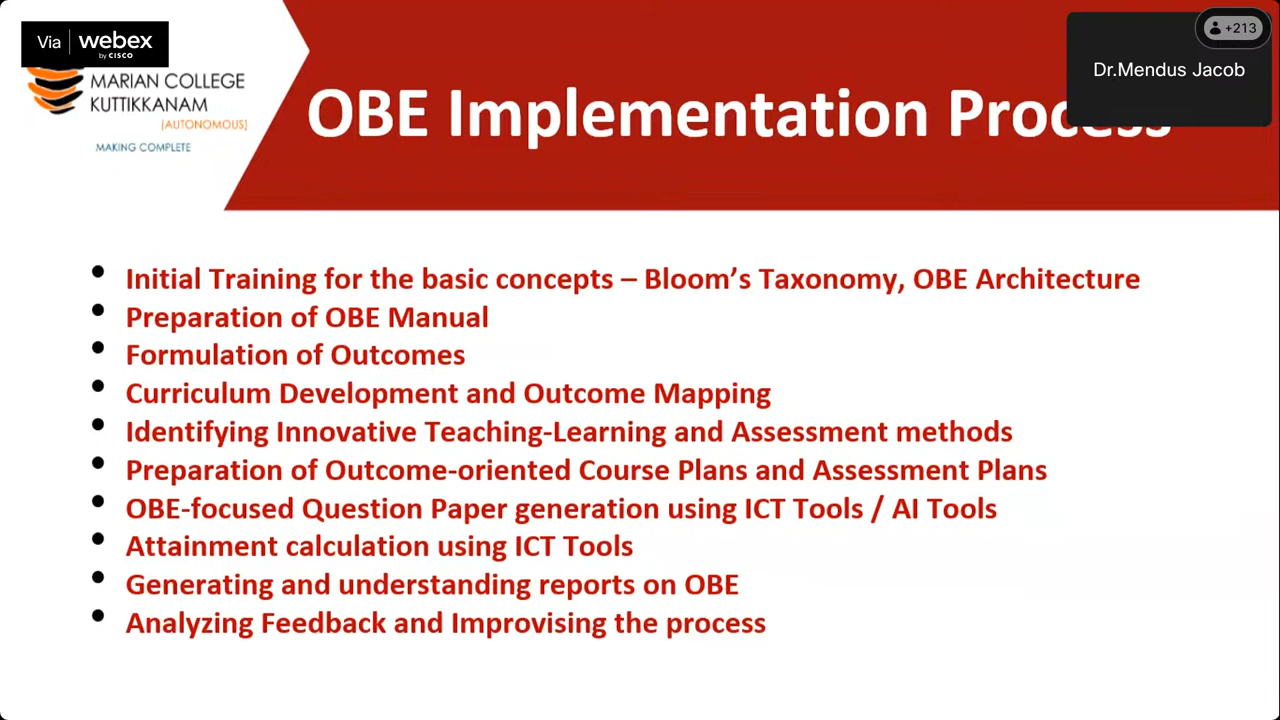 Via webex
by CISCO
+213
Dr.Mendus Jacob
MARIAN COLLEGE
KUTTIKKANAM
(AUTONOMOUS)
MAKING COMPLETE
OBE Implementation Process
• Initial Training for the basic concepts – Bloom’s Taxonomy, OBE Architecture
• Preparation of OBE Manual
• Formulation of Outcomes
• Curriculum Development and Outcome Mapping
• Identifying Innovative Teaching-Learning and Assessment methods
• Preparation of Outcome-oriented Course Plans and Assessment Plans
• OBE-focused Question Paper generation using ICT Tools / AI Tools
• Attainment calculation using ICT Tools
• Generating and understanding reports on OBE
• Analyzing Feedback and Improvising the process